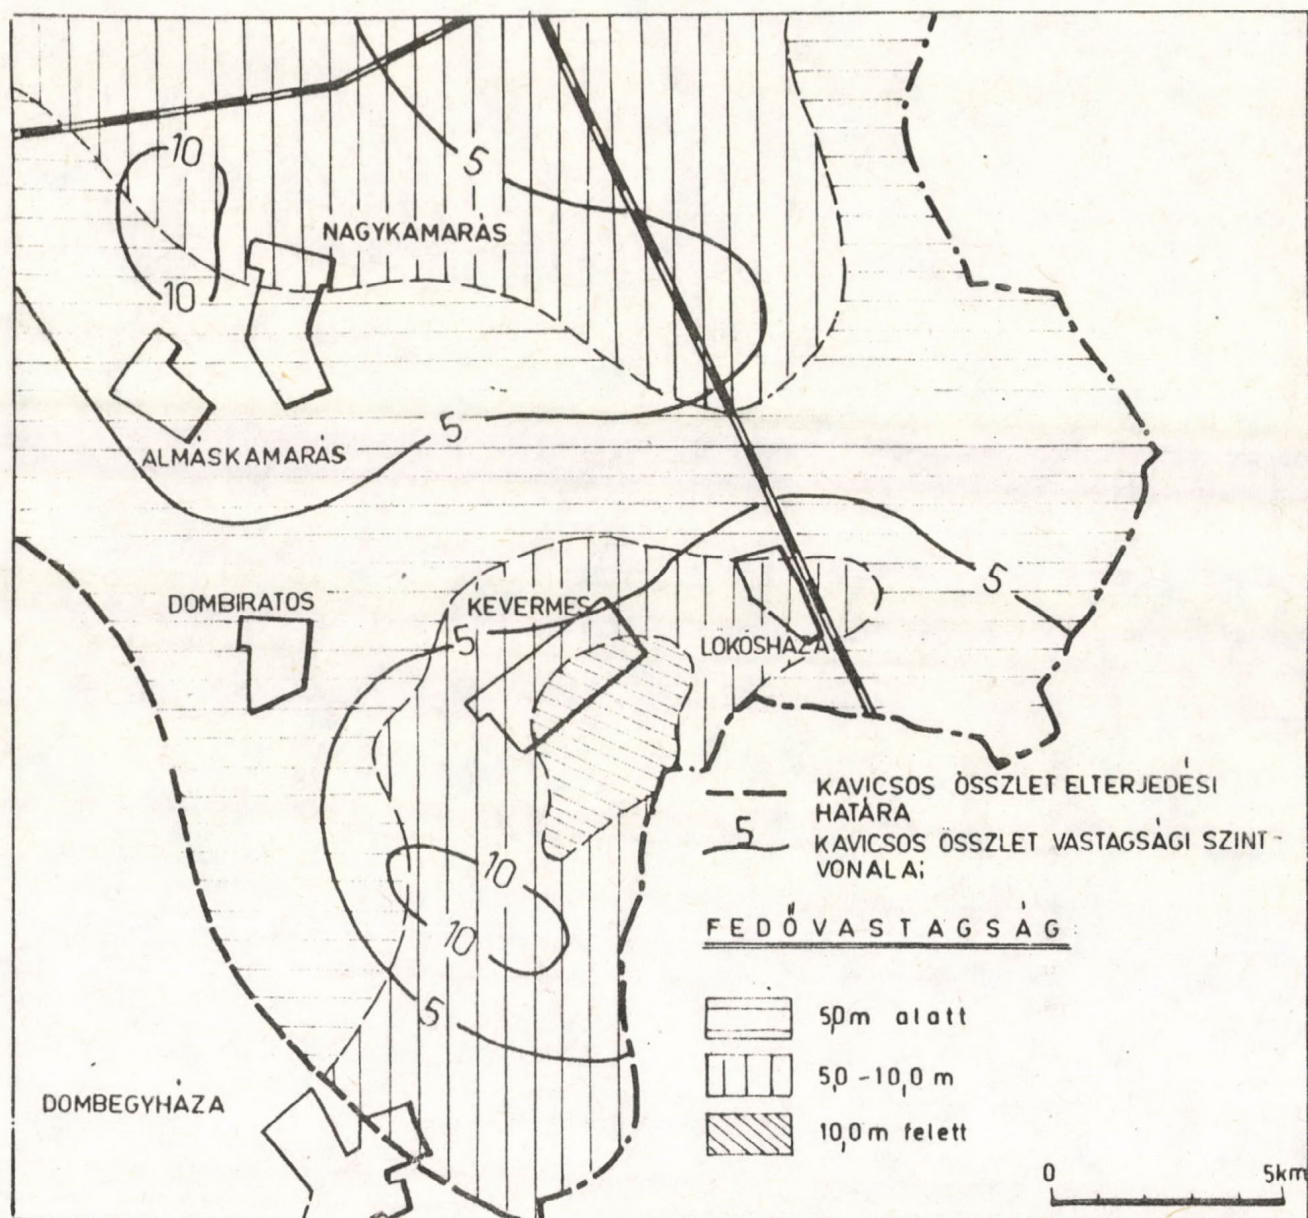 10
5
NAGYKAMARÁS
10
5
ALMÁSKAMARÁS
5
DOMBIRATOS
KEVERMES
5
LŐKÖSHÁZA
KAVICSOS ÖSSZLET ELTERJEDÉSI
HATÁRA
5
KAVICSOS ÖSSZLET VASTAGSÁGI SZINT-
VONALAI
10
10
FEDŐVASTAGSÁG
5
5,0m alatt
5,0-10,0 m
DOMBEGYHÁZA
10,0m felett
0 5km